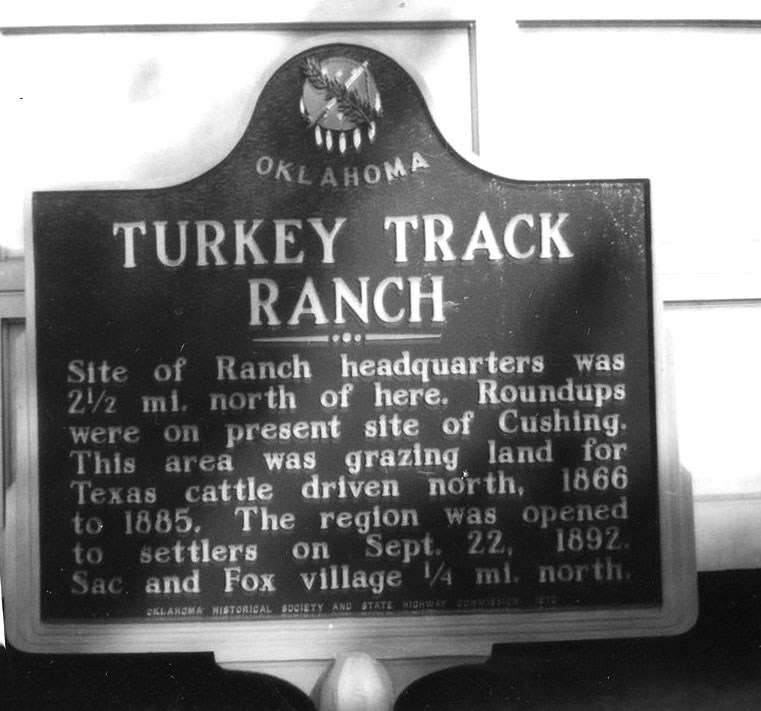 OKLAHOMA
TURKEY TRACK
RANCH
Site of Ranch headquarters was
2½ mi. north of here. Roundups
were on present site of Cushing.
This area was grazing land for
Texas cattle driven north, 1866
to 1885. The region was opened
to settlers on Sept. 22, 1892.
Sac and Fox village ¼ mi. north.
OKLAHOMA HISTORICAL SOCIETY AND STATE HIGHWAY COMMISSION